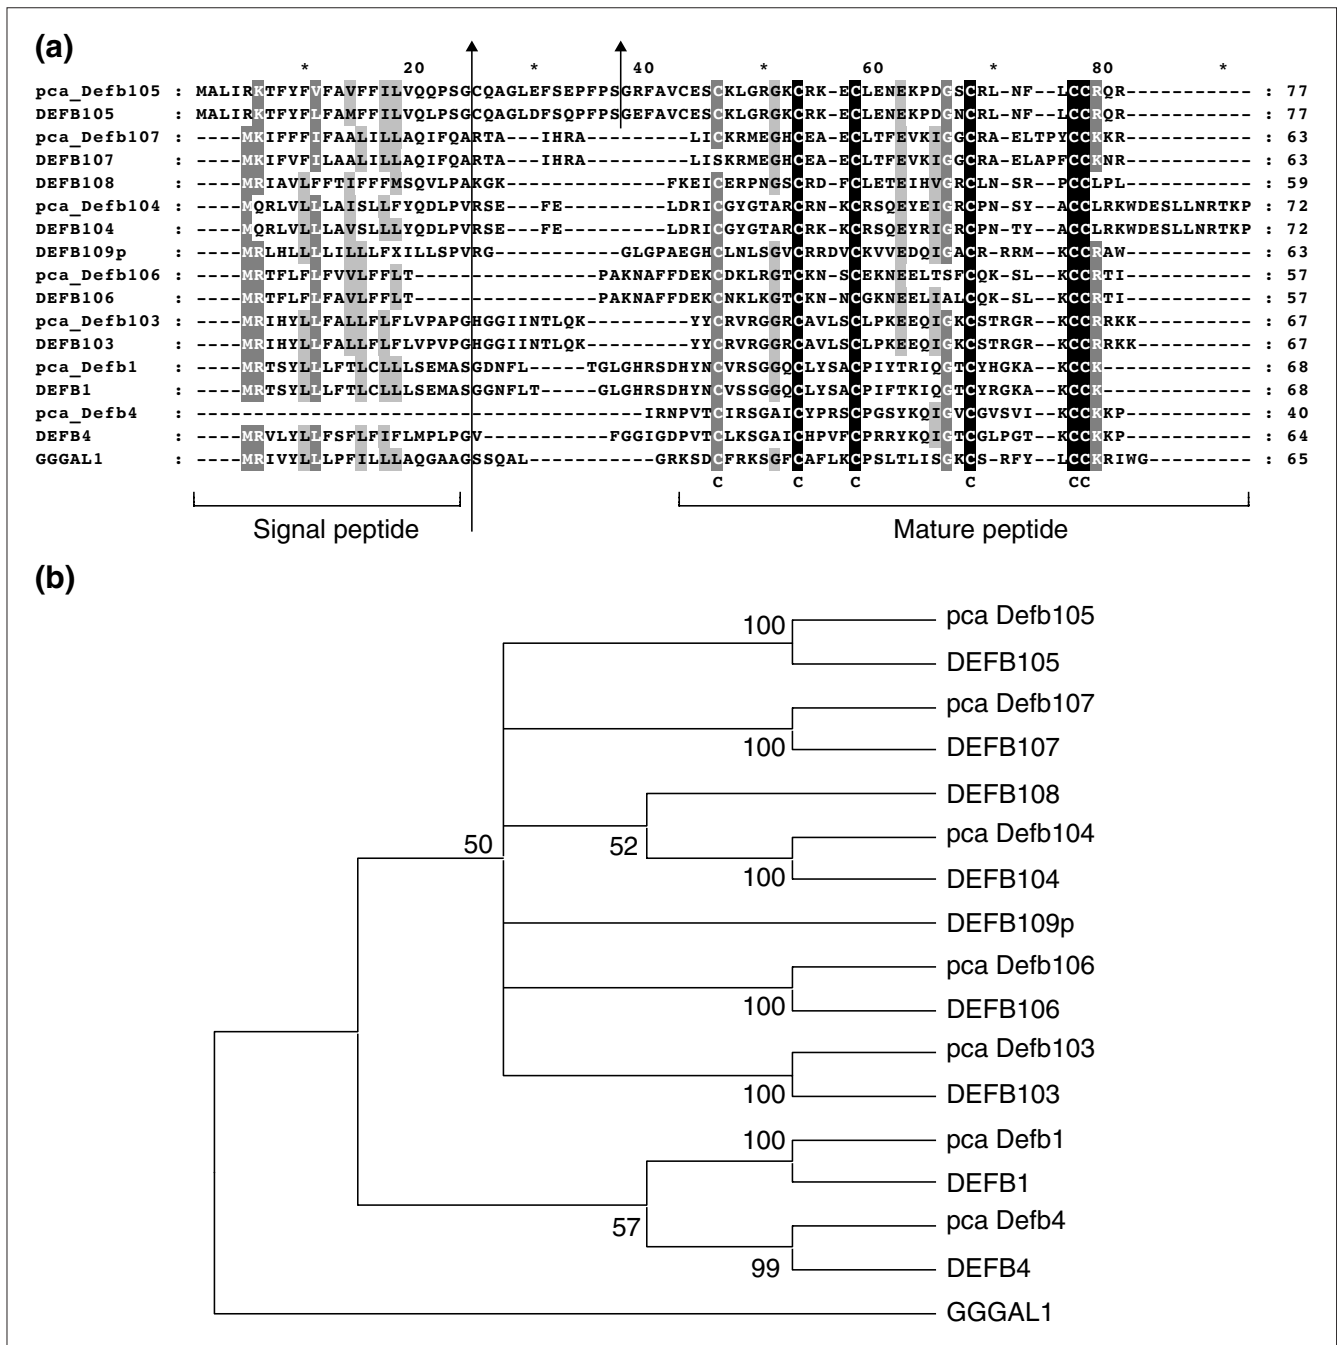 (a)
* 20 * 40 * 60 * 80 *
pca_Defb105 : MALIRKTFYFVFAVFFILVQQPSGCQAGLEFSEPFPSGRFAVCESCKLGRGKCRK-ECLENEKPDGSCRL-NF-LCCRQR----------- : 77
DEFB105 : MALIRKTFYFLFAMFFILVQLPSGCQAGLDFSQPFPSGEFAVCESCKLGRGKCRK-ECLENEKPDGNCRL-NF-LCCRQR----------- : 77
pca_Defb107 : ----MKIFFFIFAALILLAQIFQARTA---IHRA---------LICKRMEGHCEA-ECLTFEVKIGGCRA-ELTPYCCKKR----------- : 63
DEFB107 : ----MKIFVFILAALILLAQIFQARTA---IHRA---------LISKRMEGHCEA-ECLTFEVKIGGCRA-ELAPFCCKNR----------- : 63
DEFB108 : ----MRIAVLFFTIFFFMSQVLPAKGK--------------FKEICERPNGSCRD-FCLETEIHVGRCLN-SR-PCCLPL----------- : 59
pca_Defb104 : ----MQRLVLLLAISLLFYQDLPVRSE---FE---------LDRICGYGTARCRN-KCRSQEYEIGRCPN-SY-ACCLRKWDESLLNRTKP : 72
DEFB104 : ----MQRLVLLLAVSLLLYQDLPVRSE---FE---------LDRICGYGTARCRK-KCRSQEYRIGRCPN-TY-ACCLRKWDESLLNRTKP : 72
DEFB109p : ----MRLHLLLLILLLFXILLSPVRG-----------GLGPAEGHCLNLSGVCRRDVCKVVEDQIGACR-RRM-KCCRAW----------- : 63
pca_Defb106 : ----MRTFLFLFVVLFFLT----------------PAKNAFFDEKCDKLRGTCKN-SCEKNEELTSFCQK-SL-KCCRTI----------- : 57
DEFB106 : ----MRTFLFLFAVLFFLT----------------PAKNAFFDEKCNKLKGTCKN-NCGKNEELIALCQK-SL-KCCRTI----------- : 57
pca_Defb103 : ----MRIHYLLFALLFLFLVPAPGHGGIINTLQK---------YYCRVRGGRCAVLSCLPKEEQIGKCSTRGR-KCCRRKK---------- : 67
DEFB103 : ----MRIHYLLFALLFLFLVPVPGHGGIINTLQK---------YYCRVRGGRCAVLSCLPKEEQIGKCSTRGR-KCCRRKK---------- : 67
pca_Defb1 : ----MRTSYLLLFTLCLLLSEMASGDNFL-----TGLGHRSDHYNCVRSGGQCLYSACPIYTRIQGTCYHGKA-KCCK------------- : 68
DEFB1 : ----MRTSYLLLFTLCLLLSEMASGGNFLT-----GLGHRSDHYNCVSSGGQCLYSACPIFTKIQGTCYRGKA-KCCK------------- : 68
pca_Defb4 : ---------------------------------------IRNPVTCIRSGAICYPRSCPGSYKQIGVCGVSVI-KCCKKP----------- : 40
DEFB4 : ----MRVLYLLFSFLFIFLMPLPGV-----------FGGIGDPVTCLKSGAICHPVFCPRRYKQIGTCGLPGT-KCCKKP----------- : 64
GGGAL1 : ----MRIVYLLLPFILLLAQGAAGSSQAL-----------GRKSDCFRKSGFCAFLKCPSLTLISGKCS-RFY-LCCKRIWG--------- : 65
C C C C CC
Signal peptide Mature peptide
(b)
pca Defb105
100
DEFB105
pca Defb107
100 DEFB107
DEFB108
50 52 pca Defb104
100 DEFB104
DEFB109p
pca Defb106
100 DEFB106
pca Defb103
100 DEFB103
100 pca Defb1
DEFB1
57 pca Defb4
99 DEFB4
GGGAL1